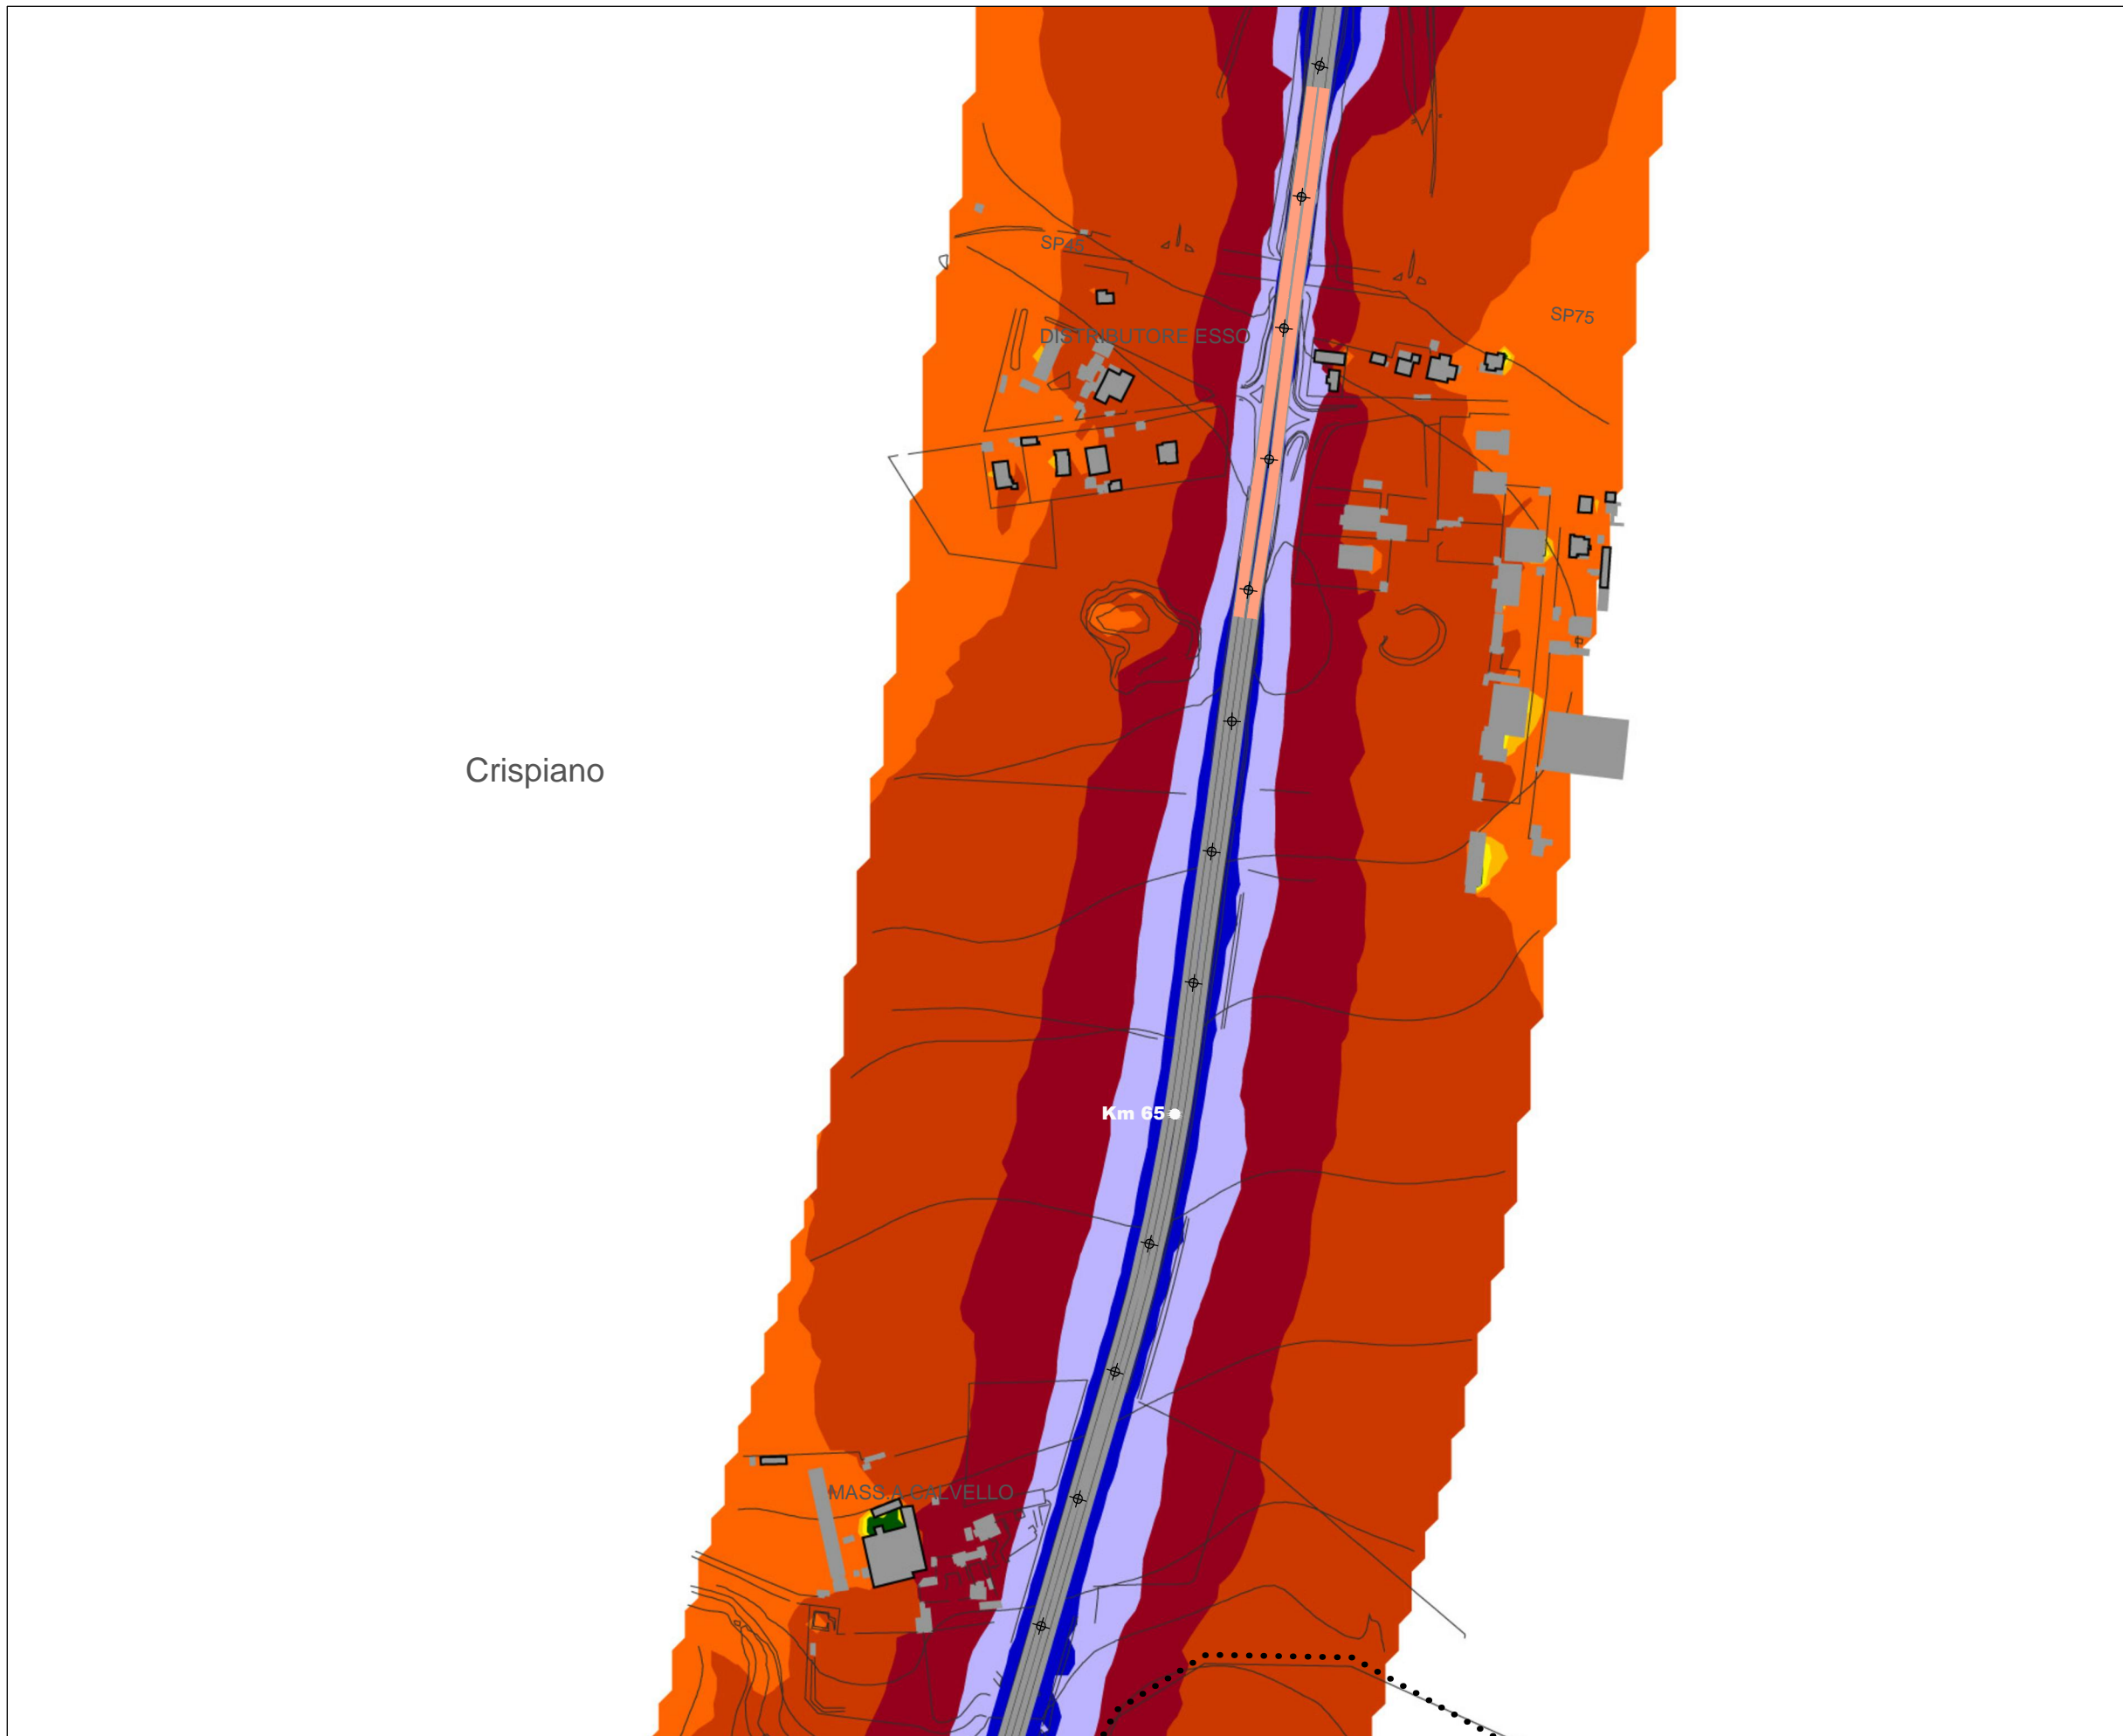 SP45
SP75
DISTRIBUTORE ESSO
Crispiano
Km 65
MASS.A CALVELLO